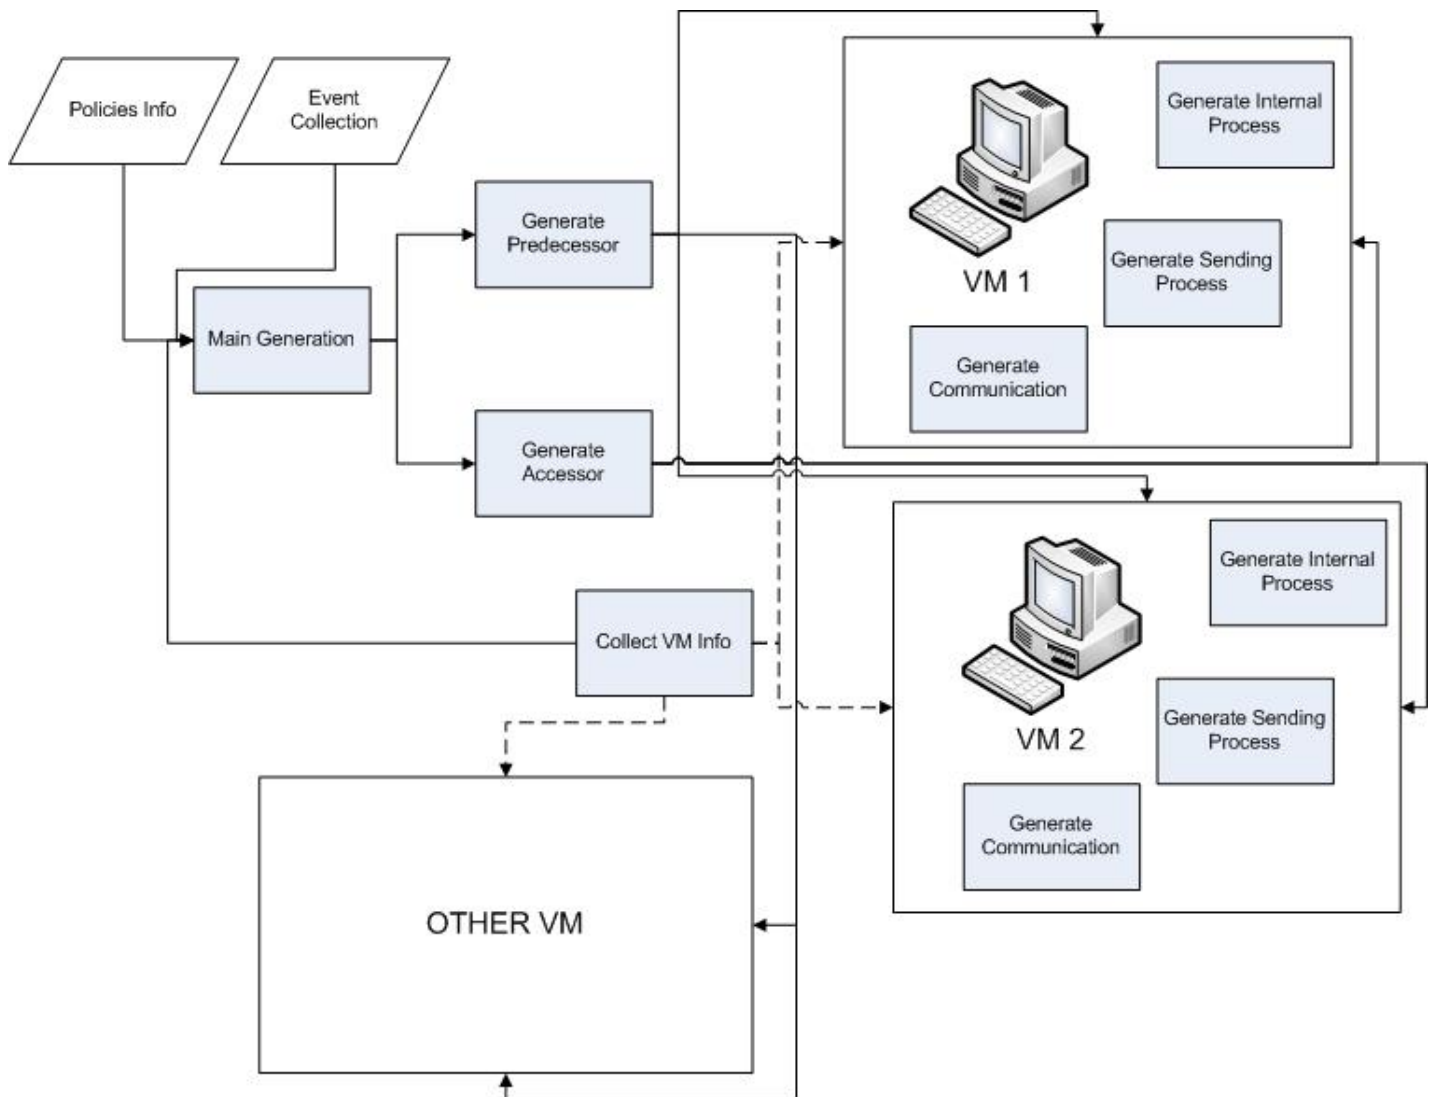 Policies Info
Event
Collection
Main Generation
Generate
Predecessor
Generate
Accessor
Collect VM Info
OTHER VM
VM 1
Generate Internal
Process
Generate Sending
Process
Generate
Communication
VM 2
Generate Internal
Process
Generate Sending
Process
Generate
Communication